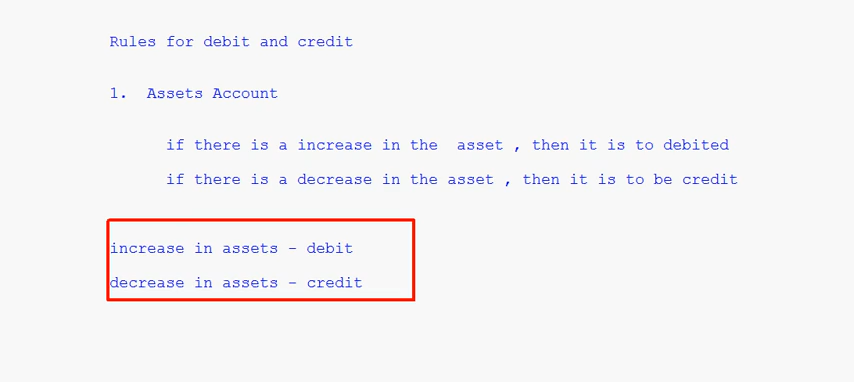 Rules for debit and credit
1.  Assets Account
if there is a increase in the  asset , then it is to debited
if there is a decrease in the asset , then it is to be credit
increase in assets – debit
decrease in assets – credit